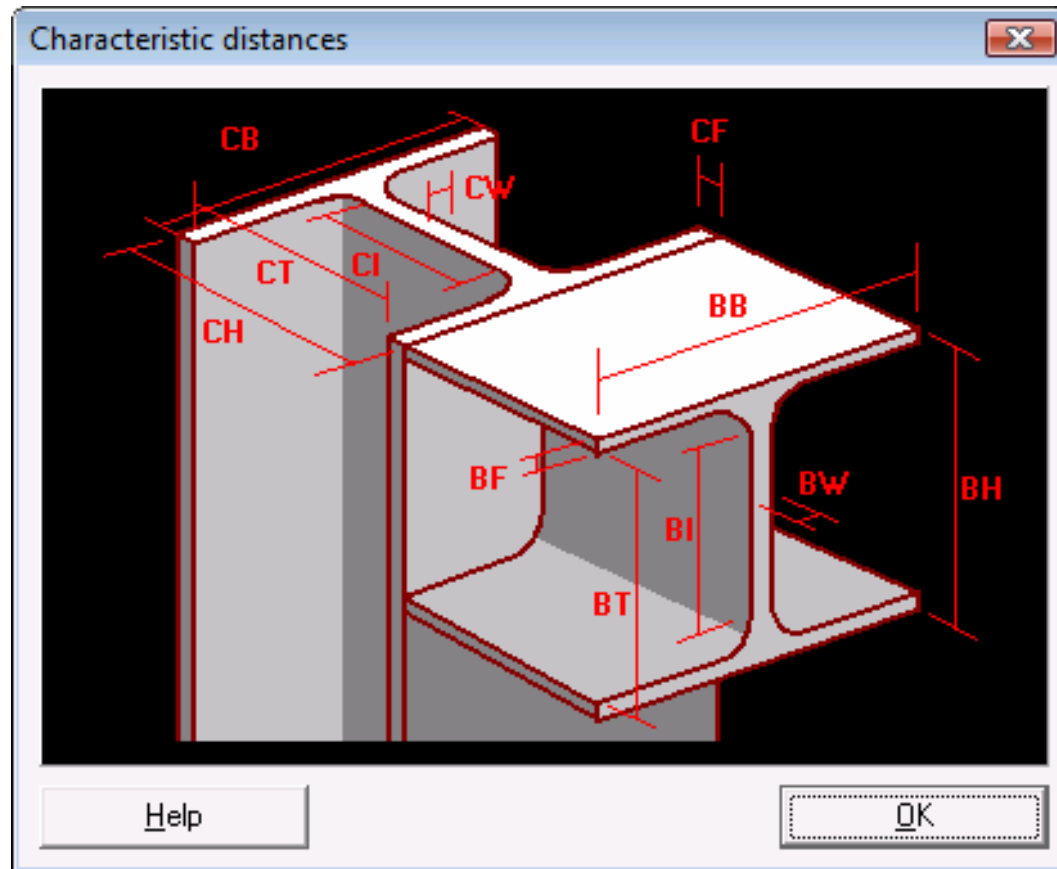 Characteristic distances
CB
CF
CW
CT
CI
CH
BB
BF
BI
BW
BH
BT
Help
OK